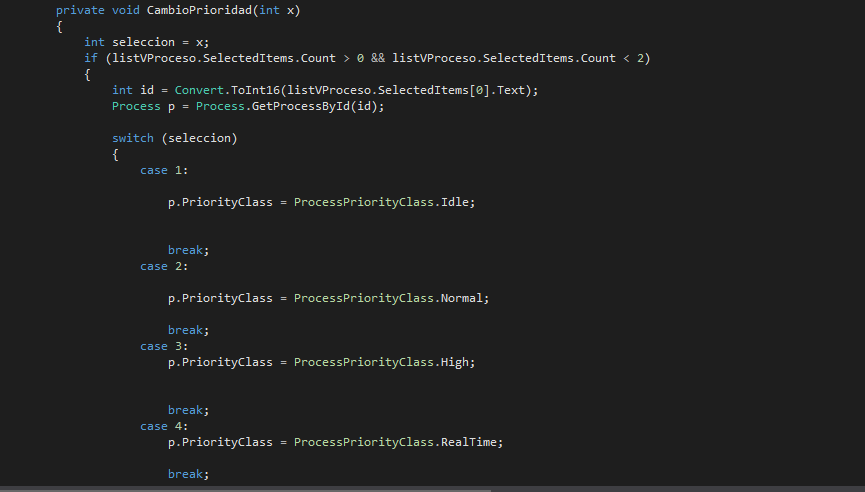 private void CambioPrioridad(int x)
{
int seleccion = x;
if (listVProceso.SelectedItems.Count > 0 && listVProceso.SelectedItems.Count < 2)
{
int id = Convert.ToInt16(listVProceso.SelectedItems[0].Text);
Process p = Process.GetProcessById(id);
switch (seleccion)
{
case 1:
p.PriorityClass = ProcessPriorityClass.Idle;
break;
case 2:
p.PriorityClass = ProcessPriorityClass.Normal;
break;
case 3:
p.PriorityClass = ProcessPriorityClass.High;
break;
case 4:
p.PriorityClass = ProcessPriorityClass.RealTime;
break;